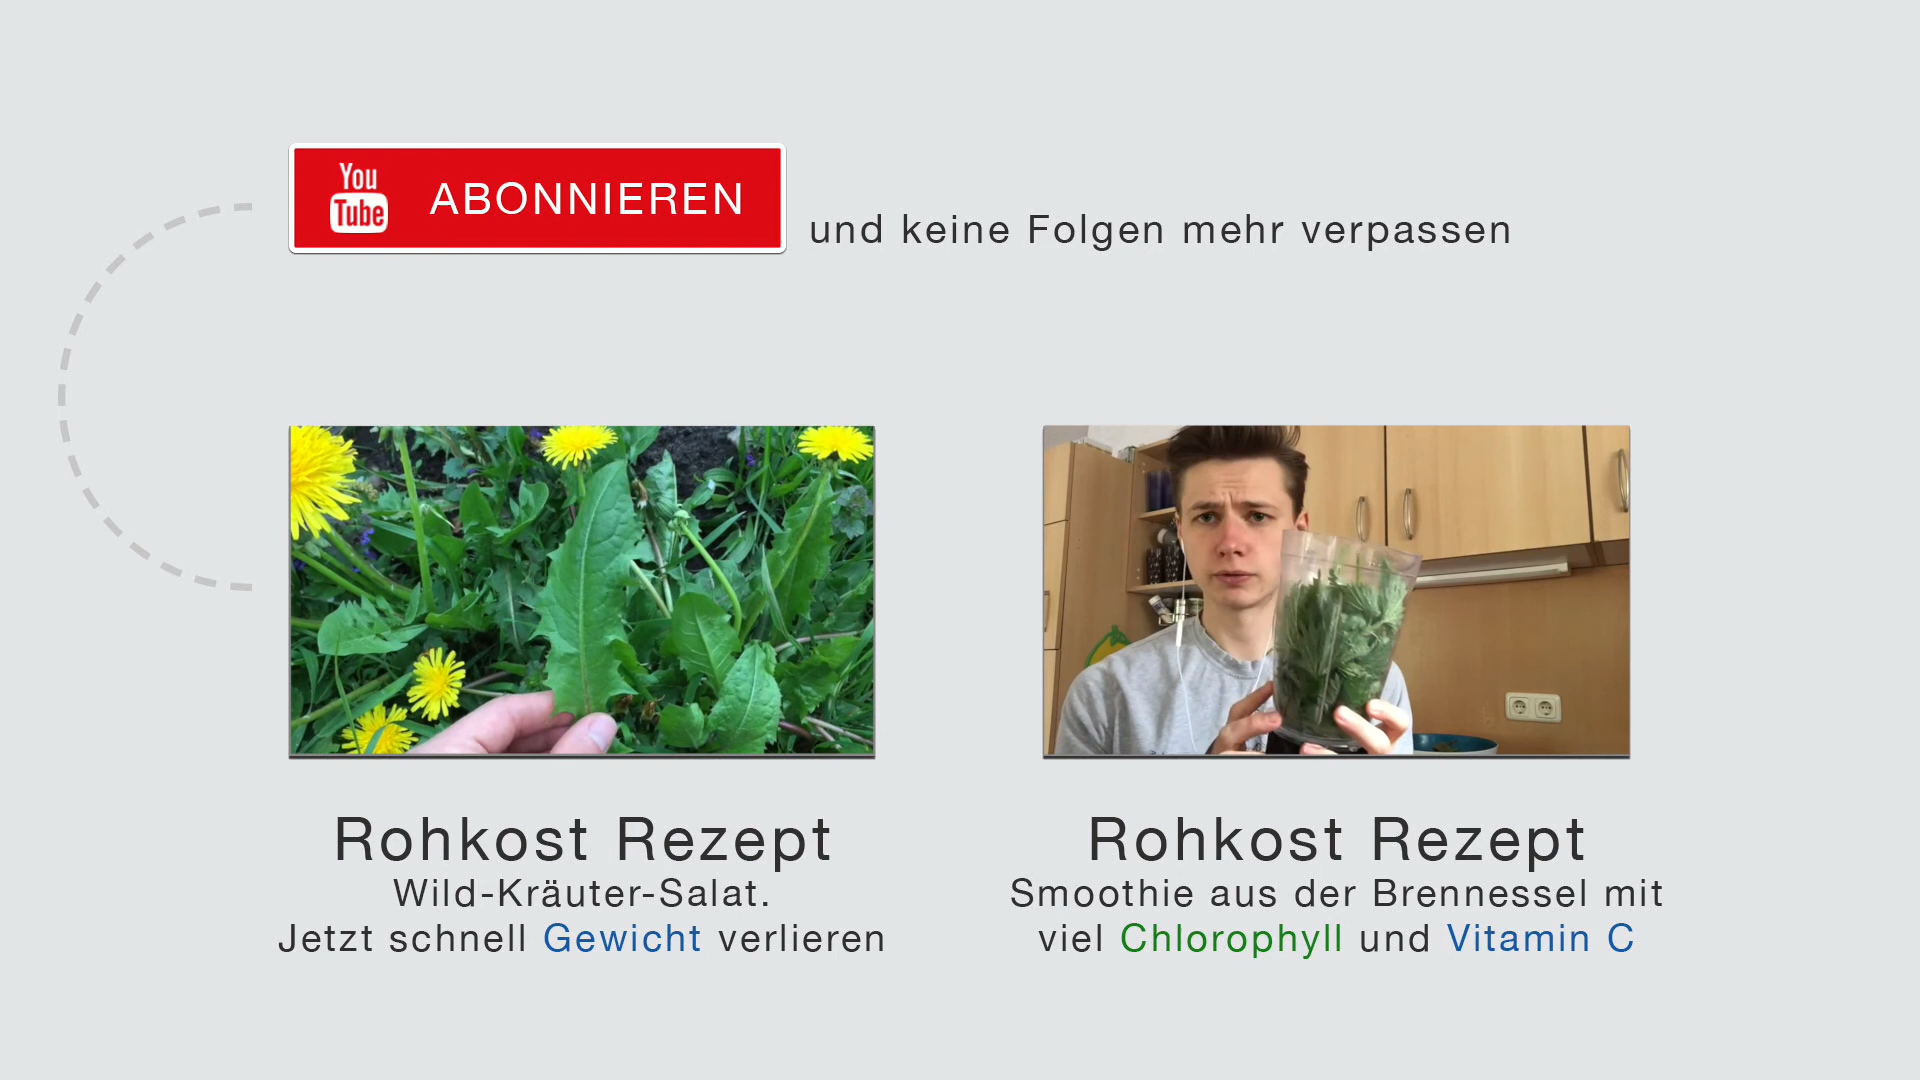 You
Tube
ABONNIEREN
und keine Folgen mehr verpassen
Rohkost Rezept
Wild-Kräuter-Salat.
Jetzt schnell Gewicht verlieren
Rohkost Rezept
Smoothie aus der Brennessel mit
viel Chlorophyll und Vitamin C